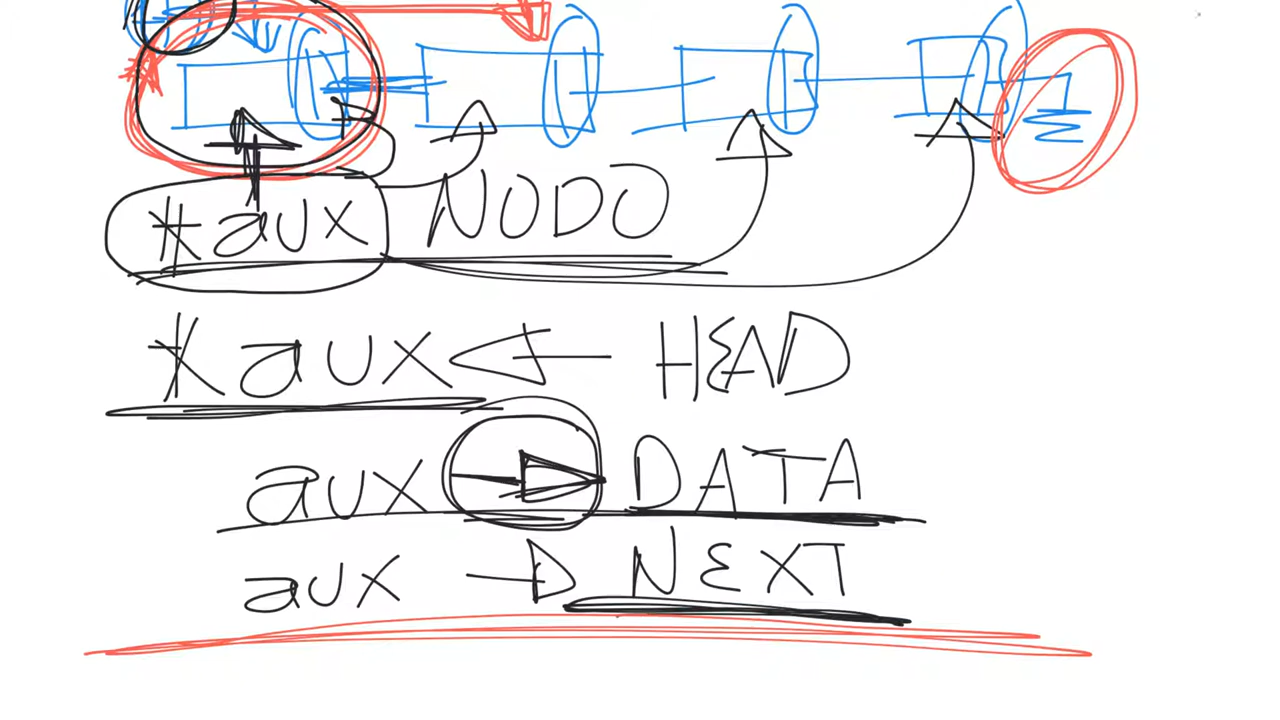 *aux NODO
*aux ← HEAD
aux → DATA
aux → NEXT